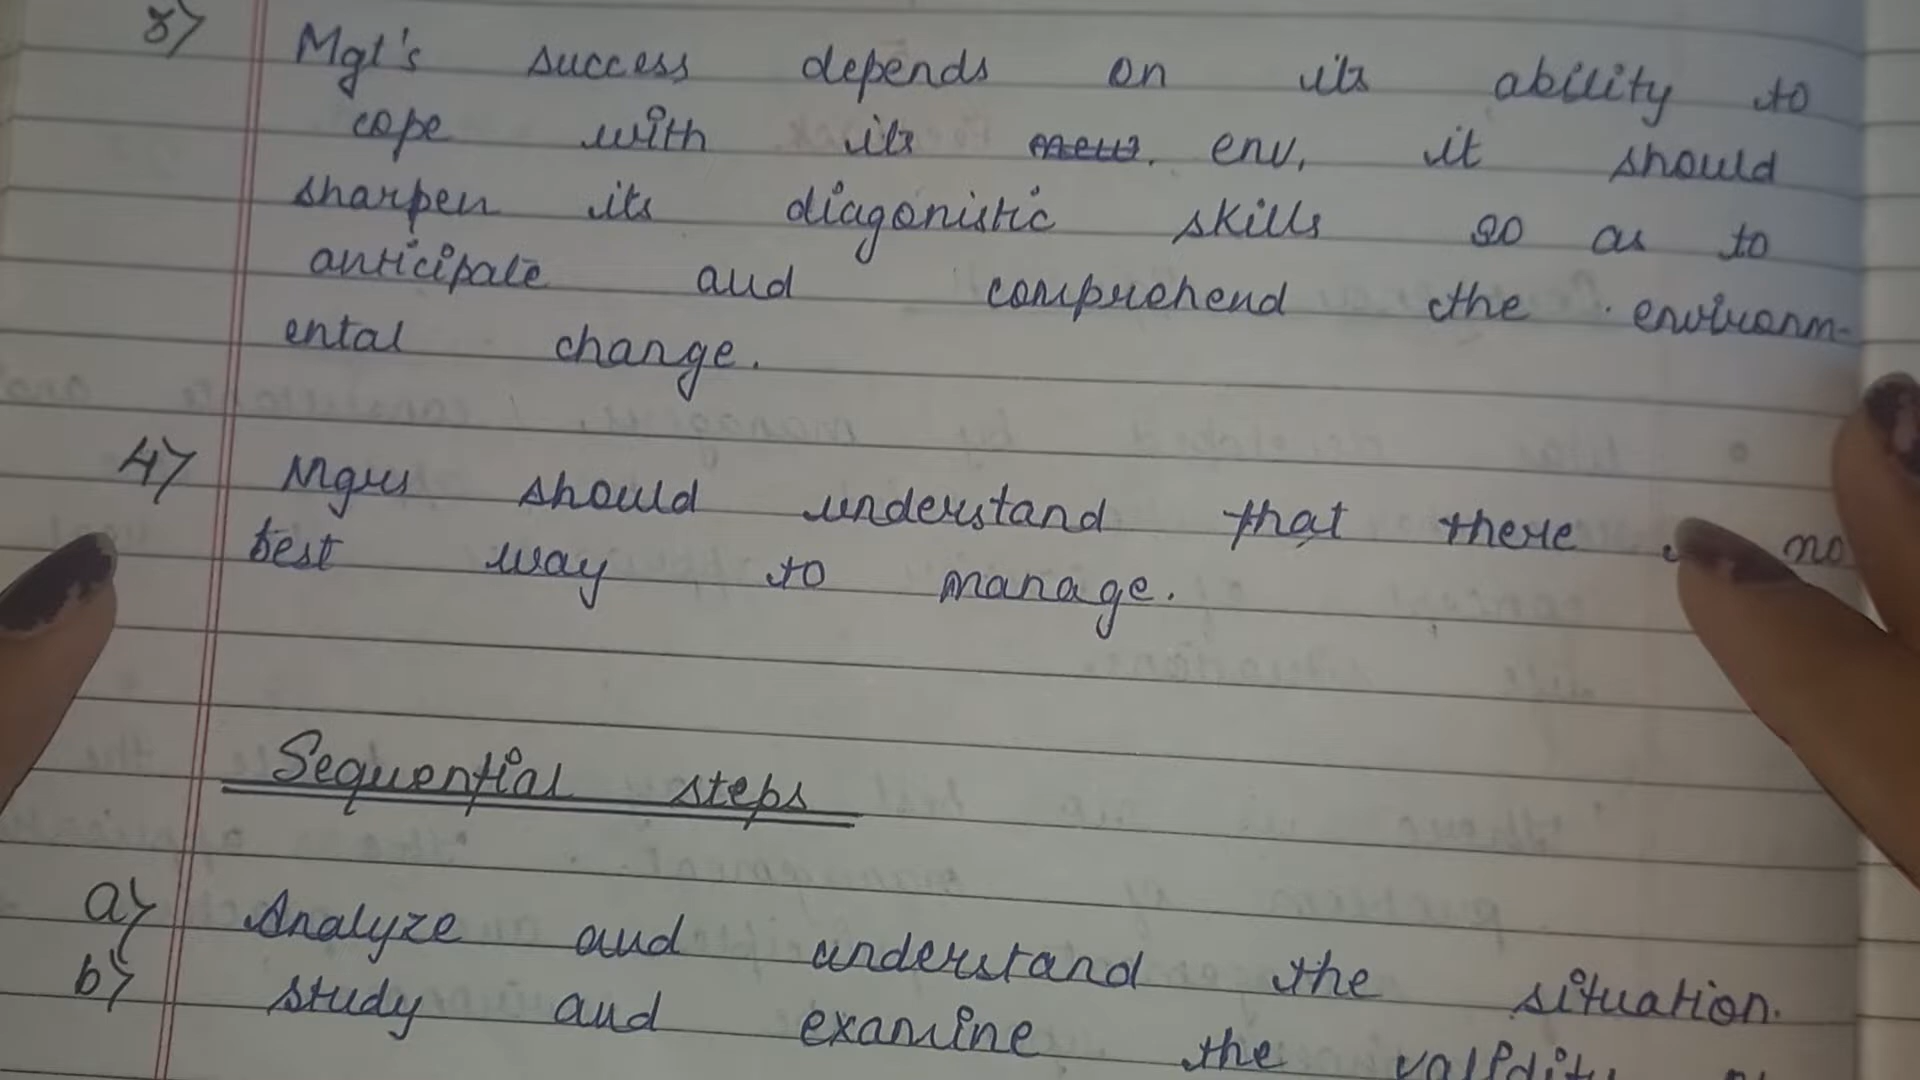 3) Mgt's success depends on its ability to
cope with its new. env, it should
sharpen its diagonistic skills so as to
anticipate and comprehend the environm-
ental change.
4) Mgrs should understand that there no
best way to manage.
Sequential steps
a) Analyze and understand the situation.
b) study and examine the validity